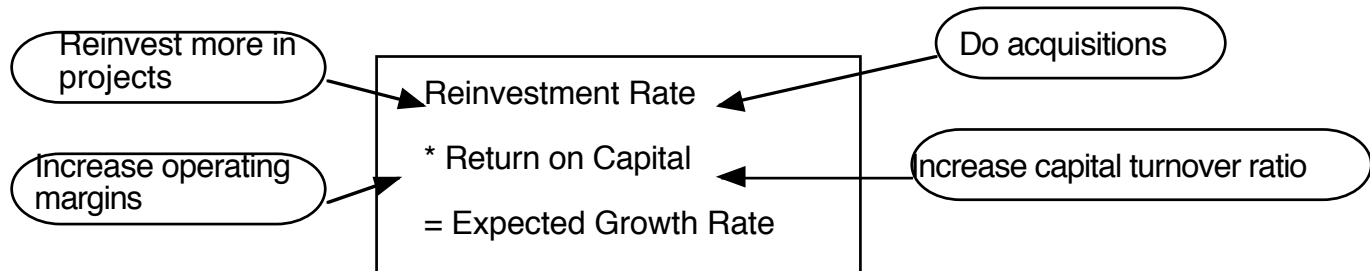 Reinvest more in
projects
Do acquisitions
Reinvestment Rate
* Return on Capital
= Expected Growth Rate
Increase operating
margins
Increase capital turnover ratio